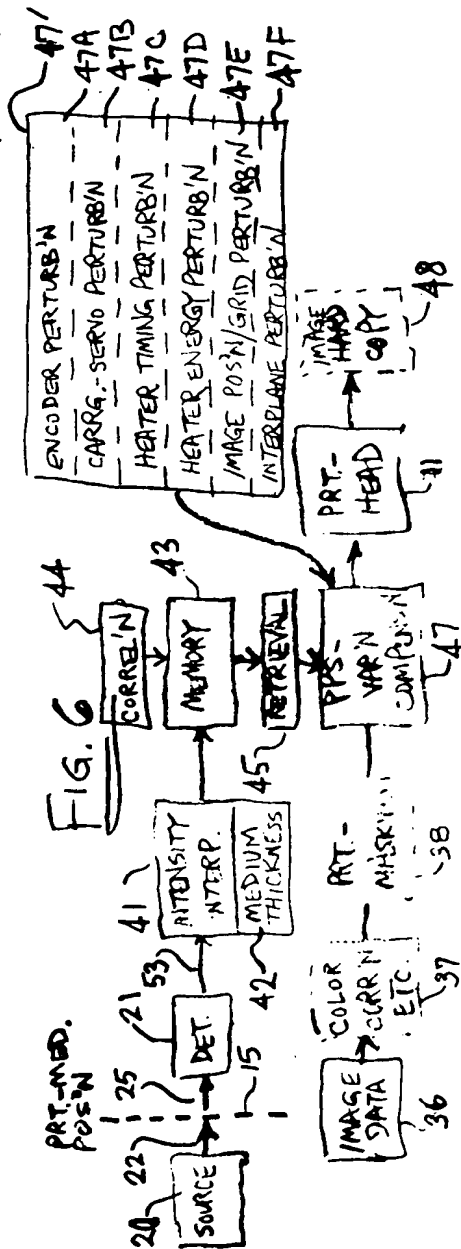 FIG. 6
PRT.-MED.
POS'N
20
SOURCE
22
25
15
21
DET.
53
41
INTENSITY
INTERP.
MEDIUM
THICKNESS
42
44
CORREL'N
43
MEMORY
45
RETRIEVAL
47'
ENCODER PERTURB'N
47A
CARRG.-SERVO PERTURB'N
47B
HEATER TIMING PERTURB'N
47C
HEATER ENERGY PERTURB'N
47D
IMAGE POS'N/GRID PERTURB'N
47E
INTERPLANE PERTURB'N
47F
IMAGE
DATA
36
COLOR
CORR'N
ETC.
37
PRT.-
38
PPS-
VAR'N
47
PRT.-
HEAD
11
IMAGE
HARD
COPY
48